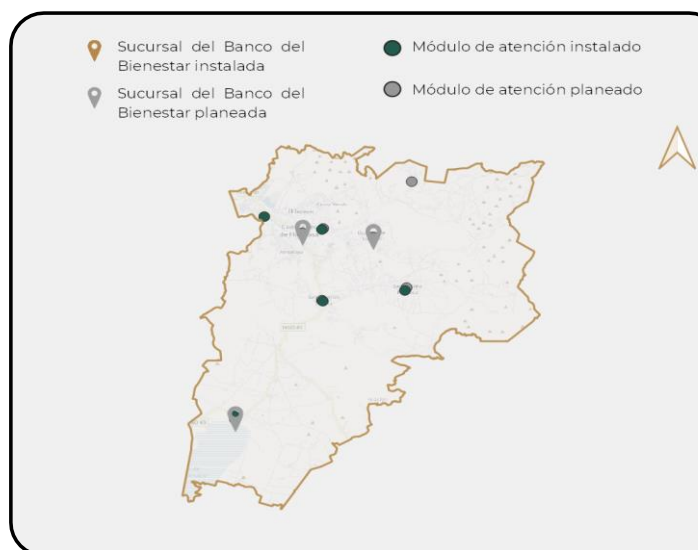 Sucursal del Banco del
Bienestar instalada
Sucursal del Banco del
Bienestar planeada
Módulo de atención instalado
Módulo de atención planeado